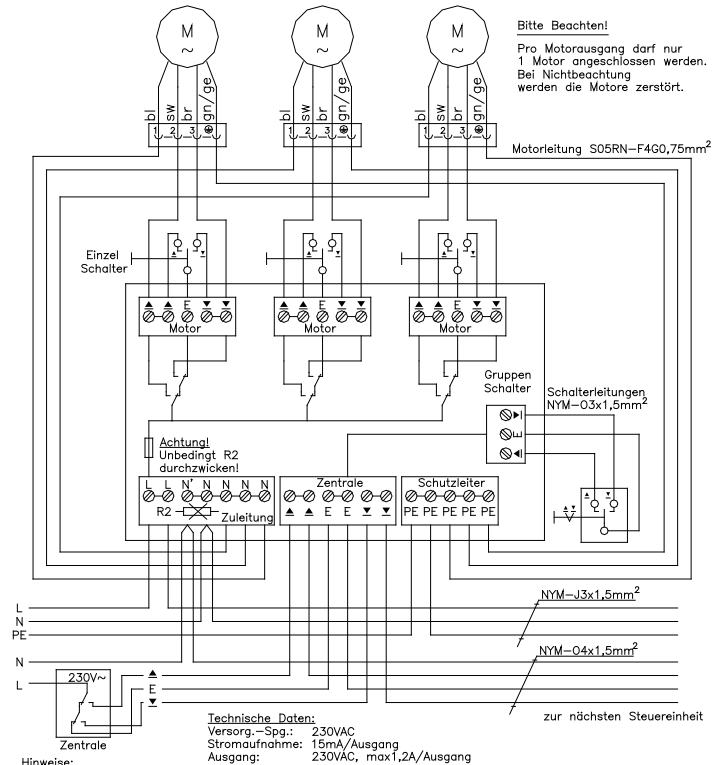 M
~
M
~
M
~
Bitte Beachten!
Pro Motorausgang darf nur
1 Motor angeschlossen werden.
Bei Nichtbeachtung
werden die Motore zerstört.
bl
sw
br
gn/ge
bl
sw
br
gn/ge
bl
sw
br
gn/ge
1 2 3
1 2 3
1 2 3
Motorleitung S05RN-F4G0,75mm²
Einzel
Schalter
E
Motor
E
Motor
E
Motor
Gruppen
Schalter
Schalterleitungen
NYM-O3x1,5mm²
E
Achtung!
Unbedingt R2
durchzwicken!
L L N' N N N N
R2
Zuleitung
Zentrale
E E
Schutzleiter
PE PE PE PE PE
L
N
PE
NYM-J3x1,5mm²
N
L
NYM-O4x1,5mm²
230V~
E
Zentrale
zur nächsten Steuereinheit
Technische Daten:
Versorg.-Spg.: 230VAC
Stromaufnahme: 15mA/Ausgang
Ausgang: 230VAC, max1,2A/Ausgang
Hinweise: